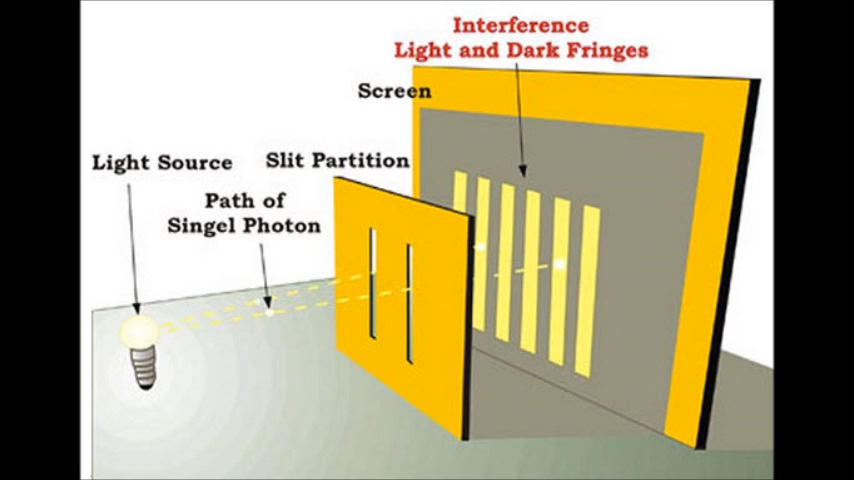 Interference
Light and Dark Fringes
Screen
Light Source
Slit Partition
Path of
Singel Photon